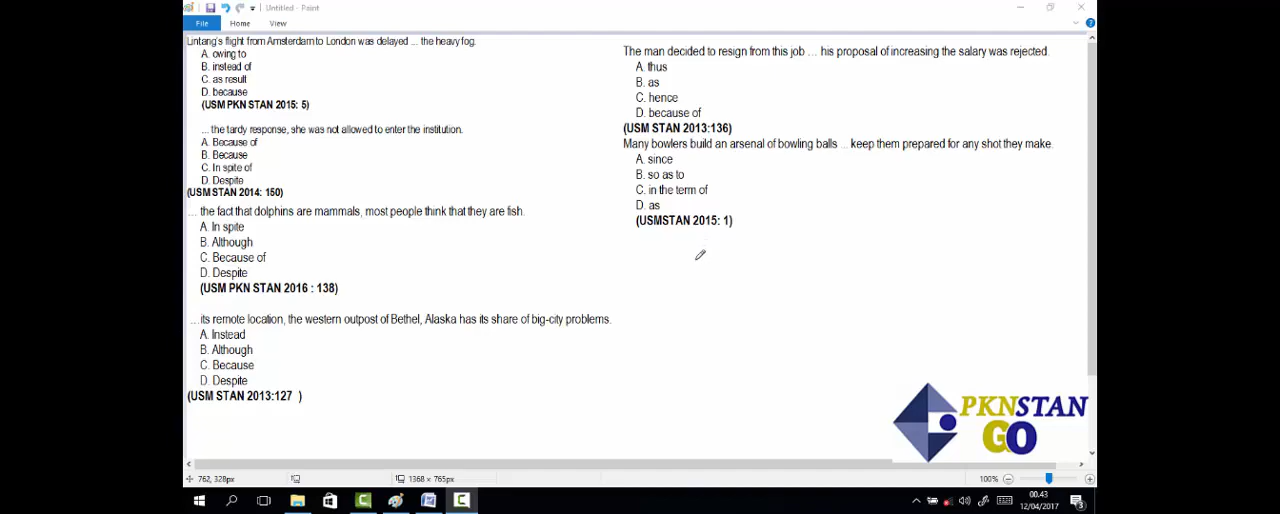 Untitled - Paint
File Home View
Lintang's flight from Amsterdam to London was delayed ... the heavy fog.
A. owing to
B. instead of
C. as result
D. because
(USM PKN STAN 2015: 5)
... the tardy response, she was not allowed to enter the institution.
A. Because of
B. Because
C. In spite of
D. Despite
(USM STAN 2014: 150)
... the fact that dolphins are mammals, most people think that they are fish.
A. In spite
B. Although
C. Because of
D. Despite
(USM PKN STAN 2016 : 138)
...its remote location, the western outpost of Bethel, Alaska has its share of big-city problems.
A. Instead
B. Although
C. Because
D. Despite
(USM STAN 2013:127 )
The man decided to resign from this job ... his proposal of increasing the salary was rejected.
A. thus
B. as
C. hence
D. because of
(USM STAN 2013:136)
Many bowlers build an arsenal of bowling balls ... keep them prepared for any shot they make.
A. since
B. so as to
C. in the term of
D. as
(USMSTAN 2015: 1)
PKNSTAN
GO
762, 328px
1368 × 765px
100%
00.43
12/04/2017